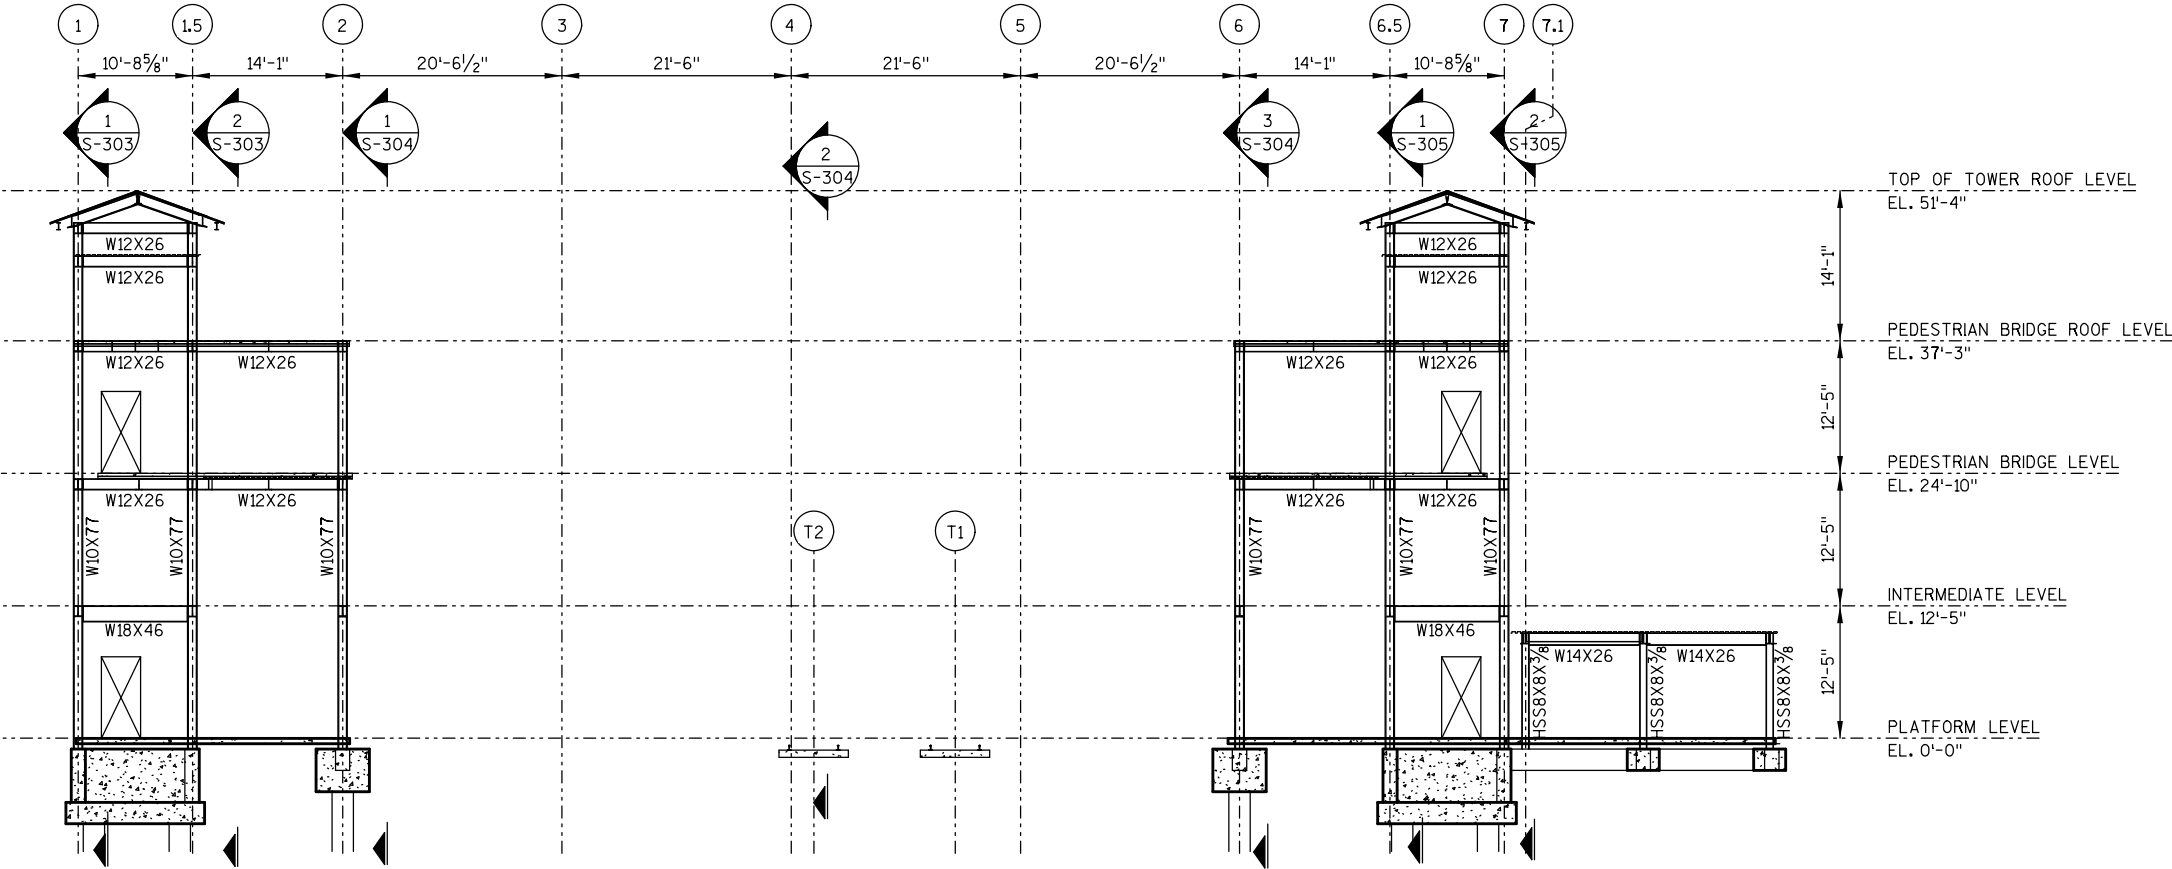 1 1.5 2 3 4 5 6 6.5 7 7.1
10'-8⅝" 14'-1" 20'-6½" 21'-6" 21'-6" 20'-6½" 14'-1" 10'-8⅝"
1 2 1 3 1 2
S-303 S-303 S-304 S-304 S-305 S-305
2
S-304
TOP OF TOWER ROOF LEVEL
EL. 51'-4"
W12X26 W12X26
W12X26 W12X26
14'-1"
PEDESTRIAN BRIDGE ROOF LEVEL
EL. 37'-3"
W12X26 W12X26 W12X26 W12X26
12'-5"
PEDESTRIAN BRIDGE LEVEL
EL. 24'-10"
W12X26 W12X26 W12X26 W12X26
W10X77 W10X77 W10X77 T2 T1 W10X77 W10X77 W10X77
12'-5"
INTERMEDIATE LEVEL
EL. 12'-5"
W18X46 W18X46
W14X26 W14X26
HSS8X8X⅜ HSS8X8X⅜ HSS8X8X⅜
12'-5"
PLATFORM LEVEL
EL. 0'-0"